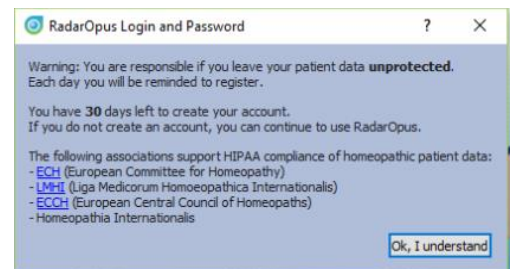 RadarOpus Login and Password
Warning: You are responsible if you leave your patient data unprotected.
Each day you will be reminded to register.
You have 30 days left to create your account.
If you do not create an account, you can continue to use RadarOpus.
The following associations support HIPAA compliance of homeopathic patient data:
- ECH (European Committee for Homeopathy)
- LMHI (Liga Medicorum Homoeopathica Internationalis)
- ECCH (European Central Council of Homeopaths)
- Homeopathia Internationalis
Ok, I understand